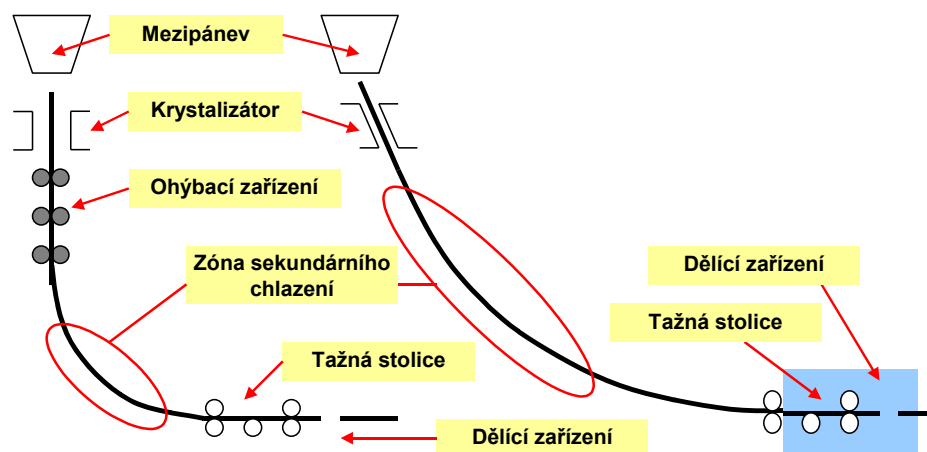 Mezipánev
Krystalizátor
Ohýbací zařízení
Zóna sekundárního
chlazení
Dělící zařízení
Tažná stolice
Tažná stolice
Dělící zařízení